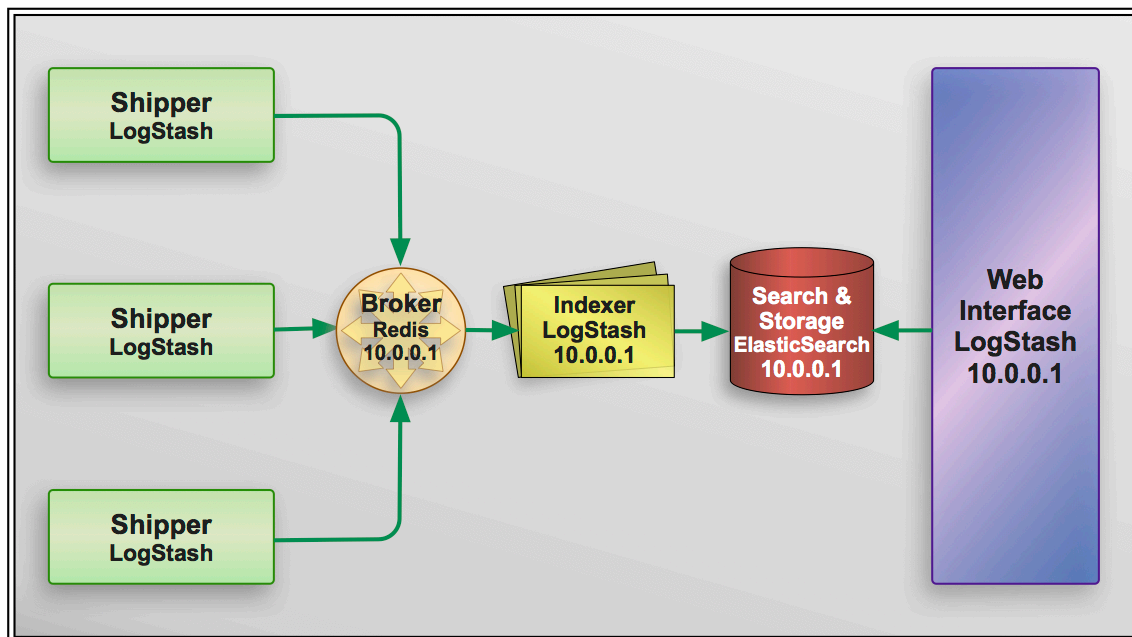 Shipper
LogStash
Shipper
LogStash
Shipper
LogStash
Broker
Redis
10.0.0.1
Indexer
LogStash
10.0.0.1
Search &
Storage
ElasticSearch
10.0.0.1
Web
Interface
LogStash
10.0.0.1